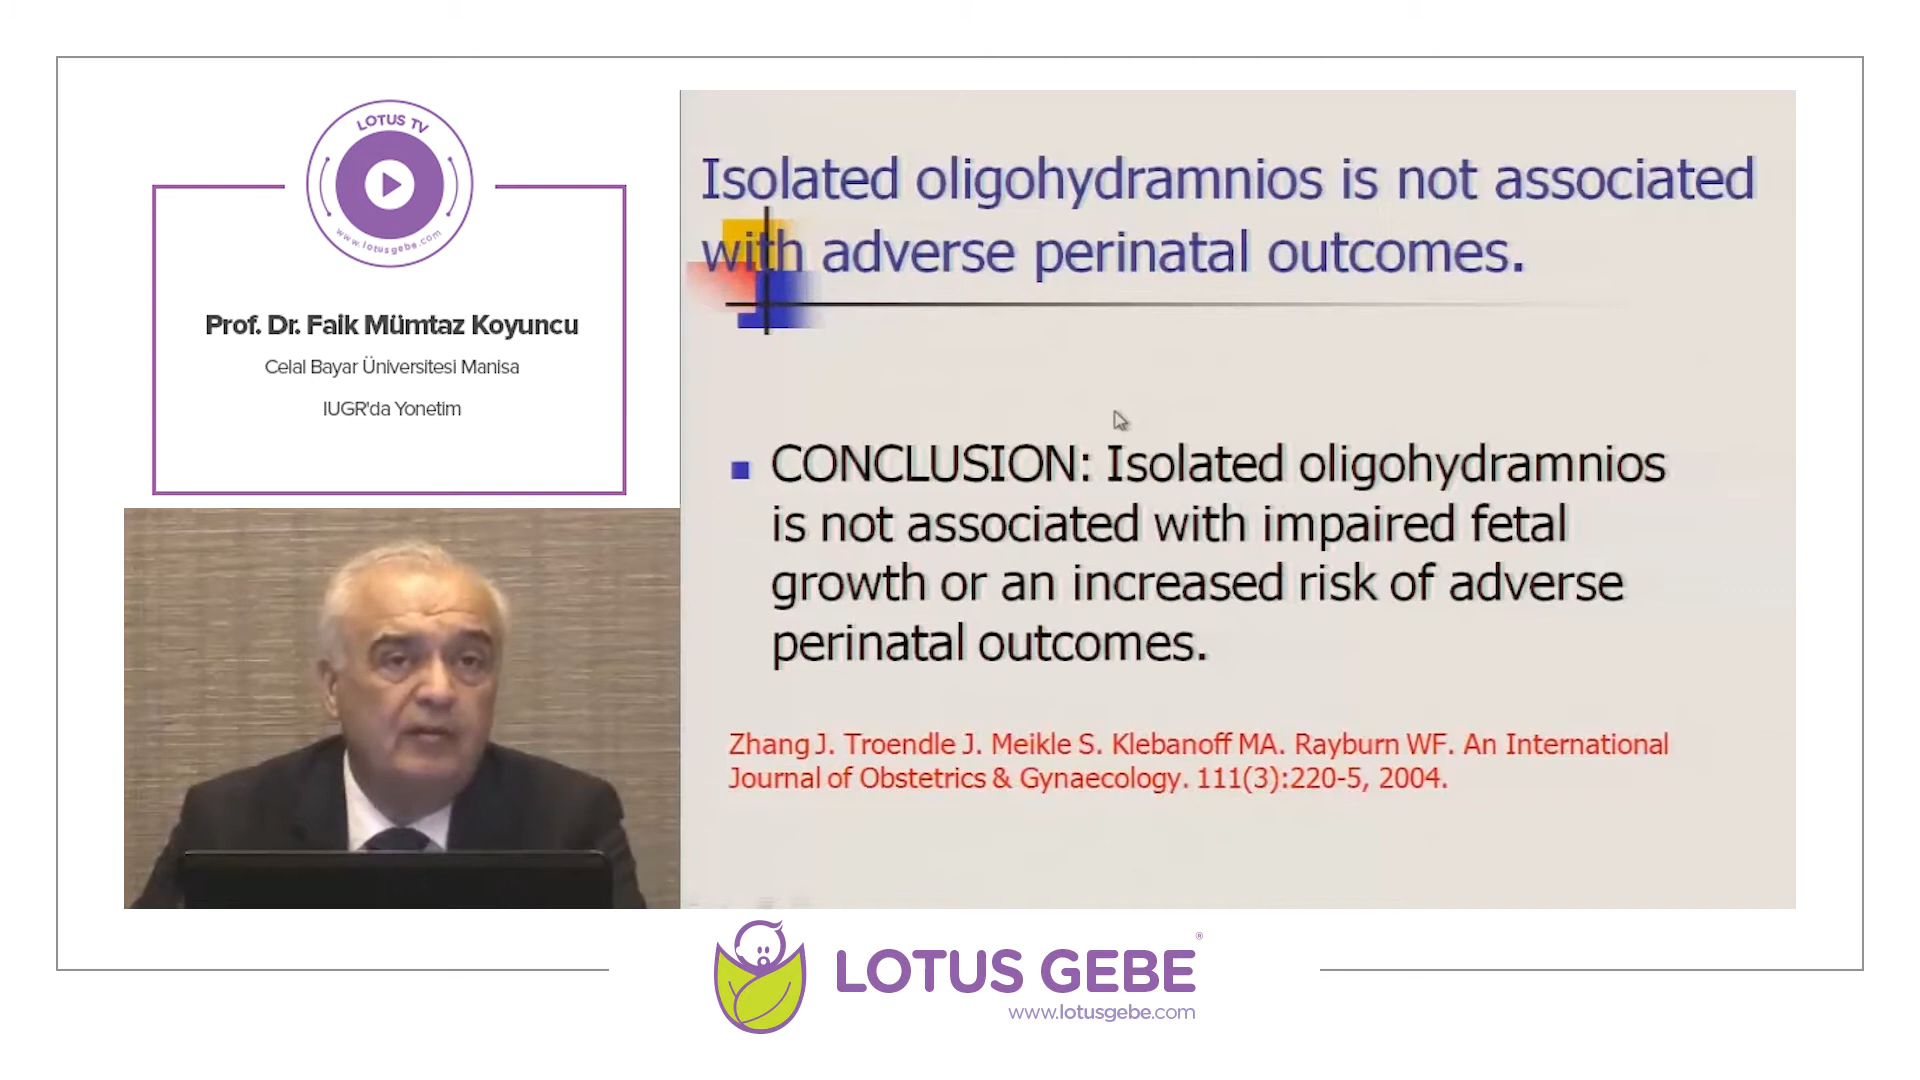 LOTUS TV
www.lotusgebe.com
Prof. Dr. Faik Mümtaz Koyuncu
Celal Bayar Üniversitesi Manisa
IUGR'da Yonetim
Isolated oligohydramnios is not associated
with adverse perinatal outcomes.
CONCLUSION: Isolated oligohydramnios
is not associated with impaired fetal
growth or an increased risk of adverse
perinatal outcomes.
Zhang J. Troendle J. Meikle S. Klebanoff MA. Rayburn WF. An International
Journal of Obstetrics & Gynaecology. 111(3):220-5, 2004.
LOTUS GEBE®
www.lotusgebe.com